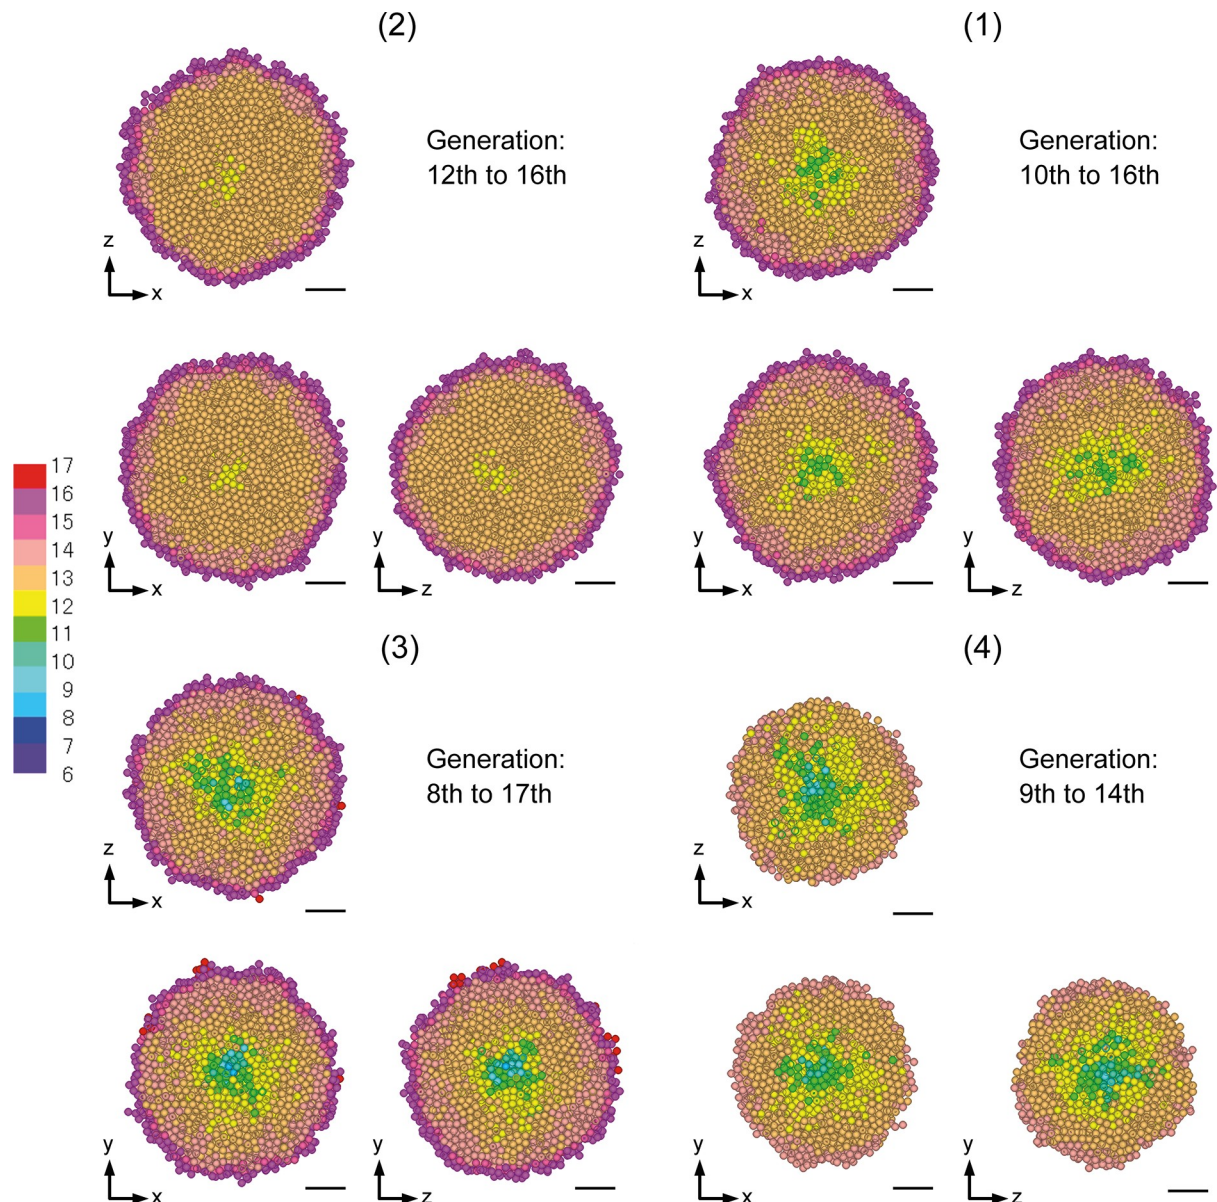 (2)
(1)
Generation:
12th to 16th
Generation:
10th to 16th
z
x
z
x
y
x
y
z
y
x
y
z
17
16
15
14
13
12
11
10
9
8
7
6
(3)
(4)
Generation:
8th to 17th
Generation:
9th to 14th
z
x
z
x
y
x
y
z
y
x
y
z